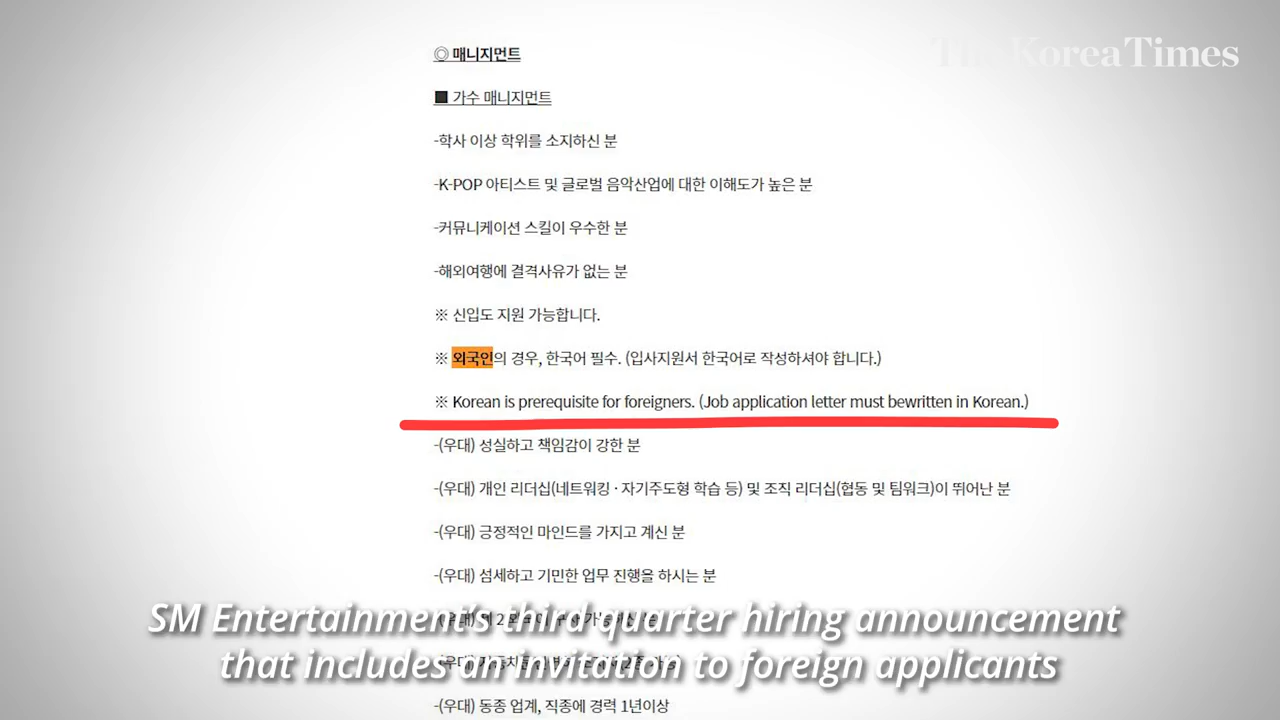 The Korea Times
◎ 매니지먼트
■ 가수 매니지먼트
-학사 이상 학위를 소지하신 분
-K-POP 아티스트 및 글로벌 음악산업에 대한 이해도가 높은 분
-커뮤니케이션 스킬이 우수한 분
-해외여행에 결격사유가 없는 분
※ 신입도 지원 가능합니다.
※ 외국인의 경우, 한국어 필수. (입사지원서 한국어로 작성하셔야 합니다.)
※ Korean is prerequisite for foreigners. (Job application letter must bewritten in Korean.)
-(우대) 성실하고 책임감이 강한 분
-(우대) 개인 리더십(네트워킹 · 자기주도형 학습 등) 및 조직 리더십(협동 및 팀워크)이 뛰어난 분
-(우대) 긍정적인 마인드를 가지고 계신 분
-(우대) 섬세하고 기민한 업무 진행을 하시는 분
SM Entertainment's third quarter hiring announcement
that includes an invitation to foreign applicants
-(우대) 동종 업계, 직종에 경력 1년이상